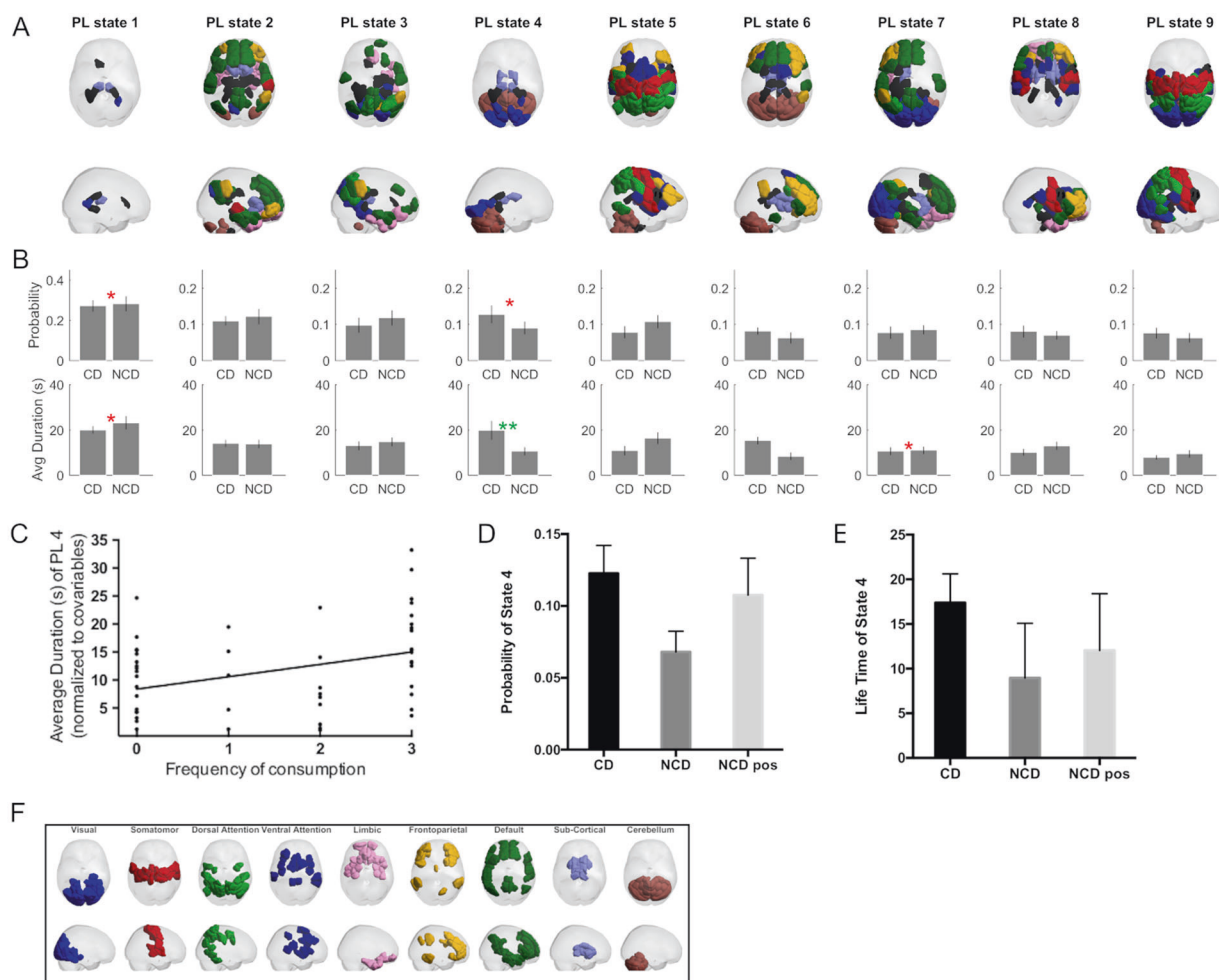 A
PL state 1 PL state 2 PL state 3 PL state 4 PL state 5 PL state 6 PL state 7 PL state 8 PL state 9
B
Probability
0.4 0.2 0.2 0.2 0.2 0.2 0.2 0.2 0.2
* *
0.2 0.1 0.1 0.1 0.1 0.1 0.1 0.1 0.1
0 0 0 0 0 0 0 0 0
CD NCD CD NCD CD NCD CD NCD CD NCD CD NCD CD NCD CD NCD CD NCD
Avg Duration (s)
40 40 40 40 40 40 40 40 40
* ** *
20 20 20 20 20 20 20 20 20
0 0 0 0 0 0 0 0 0
CD NCD CD NCD CD NCD CD NCD CD NCD CD NCD CD NCD CD NCD CD NCD
C
Average Duration (s) of PL 4
(normalized to covariables)
35
30
25
20
15
10
5
0 1 2 3
Frequency of consumption
D
Probability of State 4
0.15
0.10
0.05
0.00
CD NCD NCD pos
E
Life Time of State 4
25
20
15
10
5
0
CD NCD NCD pos
F
Visual Somatomor Dorsal Attention Ventral Attention Limbic Frontoparietal Default Sub-Cortical Cerebellum